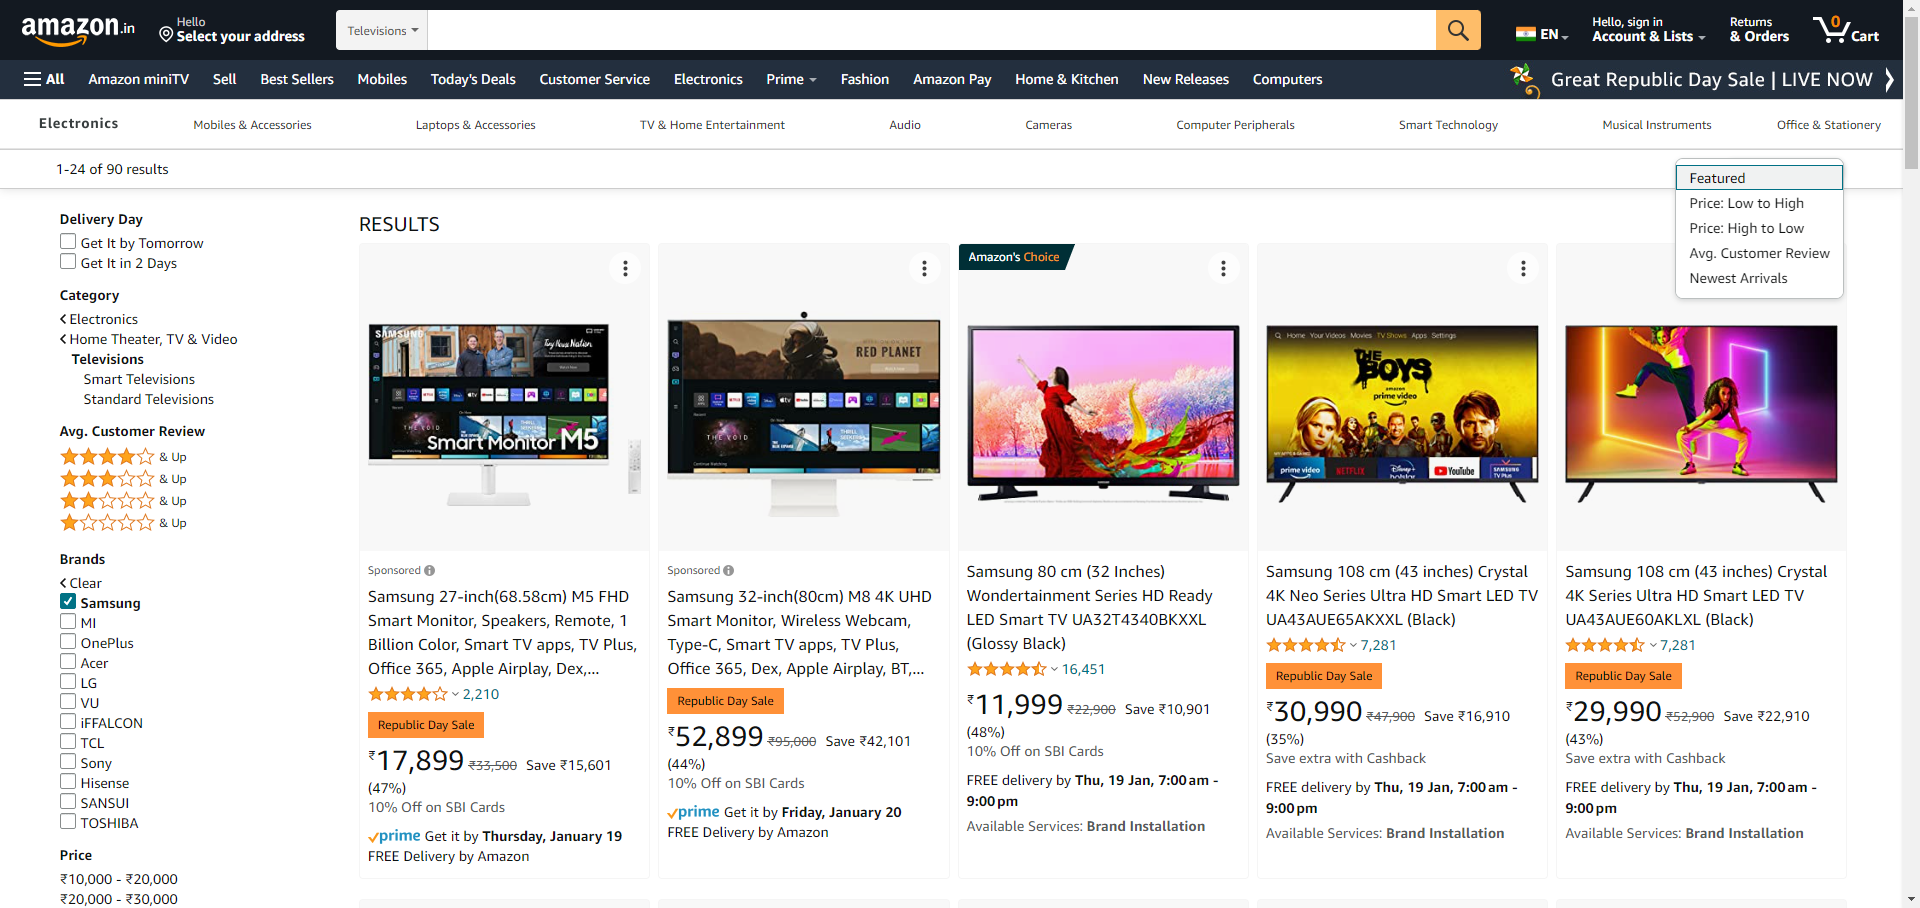 amazon.in
Hello
Select your address
Televisions
EN
Hello, sign in
Account & Lists
Returns
& Orders
0
Cart
All
Amazon miniTV
Sell
Best Sellers
Mobiles
Today's Deals
Customer Service
Electronics
Prime
Fashion
Amazon Pay
Home & Kitchen
New Releases
Computers
Great Republic Day Sale | LIVE NOW
Electronics
Mobiles & Accessories
Laptops & Accessories
TV & Home Entertainment
Audio
Cameras
Computer Peripherals
Smart Technology
Musical Instruments
Office & Stationery
1-24 of 90 results
Featured
Price: Low to High
Price: High to Low
Avg. Customer Review
Newest Arrivals
Delivery Day
Get It by Tomorrow
Get It in 2 Days
Category
Electronics
Home Theater, TV & Video
Televisions
Smart Televisions
Standard Televisions
Avg. Customer Review
& Up
& Up
& Up
& Up
Brands
Clear
Samsung
MI
OnePlus
Acer
LG
VU
iFFALCON
TCL
Sony
Hisense
SANSUI
TOSHIBA
Price
₹10,000 - ₹20,000
₹20,000 - ₹30,000
RESULTS
SAMSUNG
Smart Monitor M5
Sponsored
Samsung 27-inch(68.58cm) M5 FHD
Smart Monitor, Speakers, Remote, 1
Billion Color, Smart TV apps, TV Plus,
Office 365, Apple Airplay, Dex,...
2,210
Republic Day Sale
₹17,899 ₹33,500 Save ₹15,601
(47%)
10% Off on SBI Cards
prime Get it by Thursday, January 19
FREE Delivery by Amazon
RED PLANET
THE VOID
Sponsored
Samsung 32-inch(80cm) M8 4K UHD
Smart Monitor, Wireless Webcam,
Type-C, Smart TV apps, TV Plus,
Office 365, Dex, Apple Airplay, BT,...
Republic Day Sale
₹52,899 ₹95,000 Save ₹42,101
(44%)
10% Off on SBI Cards
prime Get it by Friday, January 20
FREE Delivery by Amazon
Amazon's Choice
Samsung 80 cm (32 Inches)
Wondertainment Series HD Ready
LED Smart TV UA32T4340BKXXL
(Glossy Black)
16,451
₹11,999 ₹22,900 Save ₹10,901
(48%)
10% Off on SBI Cards
FREE delivery by Thu, 19 Jan, 7:00 am -
9:00 pm
Available Services: Brand Installation
Home Your Videos Movies TV Shows Apps Settings
THE BOYS
amazon
prime video
prime video
NETFLIX
Disney+
hotstar
YouTube
SAMSUNG
TV Plus
Samsung 108 cm (43 inches) Crystal
4K Neo Series Ultra HD Smart LED TV
UA43AUE65AKXXL (Black)
7,281
Republic Day Sale
₹30,990 ₹47,900 Save ₹16,910
(35%)
Save extra with Cashback
FREE delivery by Thu, 19 Jan, 7:00 am -
9:00 pm
Available Services: Brand Installation
Samsung 108 cm (43 inches) Crystal
4K Series Ultra HD Smart LED TV
UA43AUE60AKLXL (Black)
7,281
Republic Day Sale
₹29,990 ₹52,900 Save ₹22,910
(43%)
Save extra with Cashback
FREE delivery by Thu, 19 Jan, 7:00 am -
9:00 pm
Available Services: Brand Installation